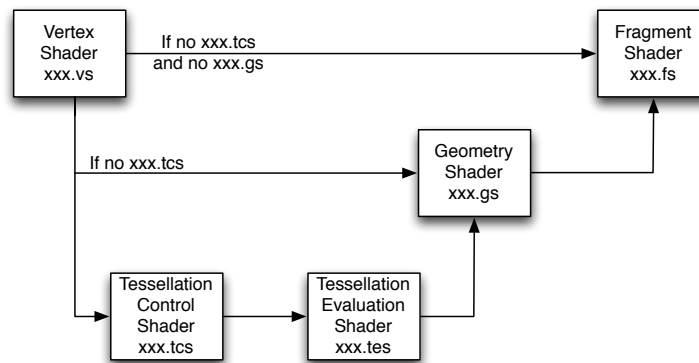 Vertex
Shader
xxx.vs
If no xxx.tcs
and no xxx.gs
Fragment
Shader
xxx.fs
If no xxx.tcs
Geometry
Shader
xxx.gs
Tessellation
Control
Shader
xxx.tcs
Tessellation
Evaluation
Shader
xxx.tes